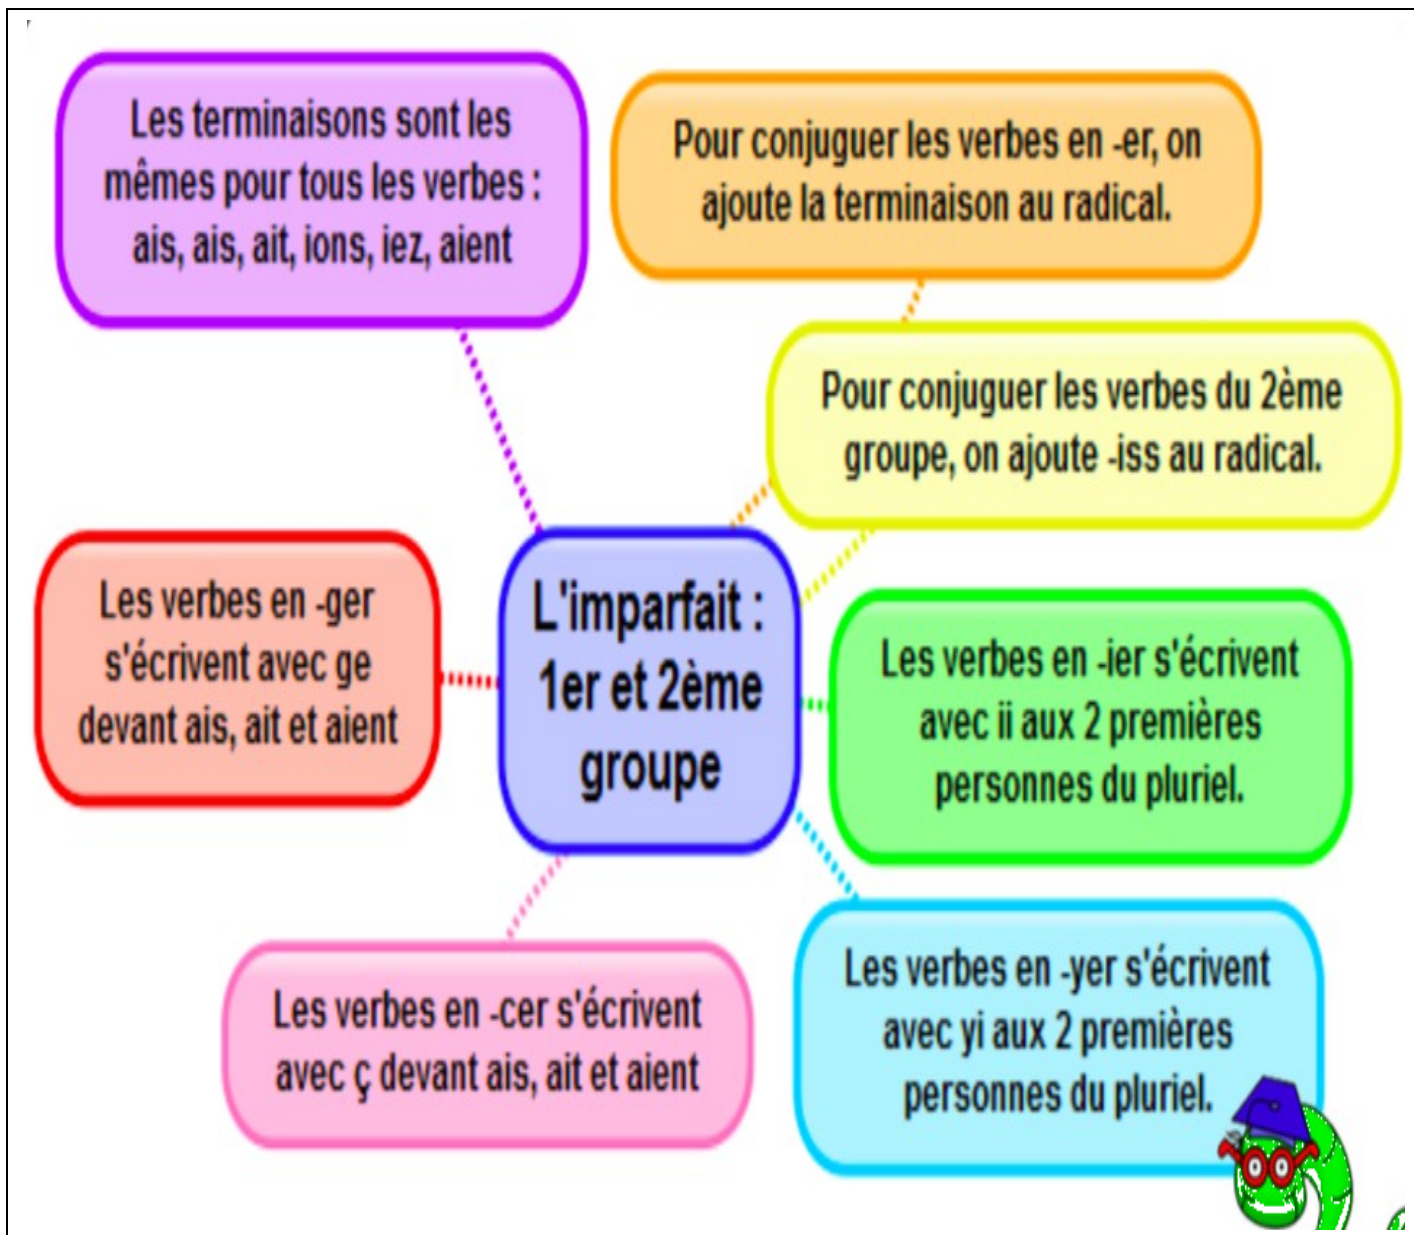 Les terminaisons sont les
mêmes pour tous les verbes :
ais, ais, ait, ions, iez, aient
Pour conjuguer les verbes en -er, on
ajoute la terminaison au radical.
Pour conjuguer les verbes du 2ème
groupe, on ajoute -iss au radical.
Les verbes en -ger
s'écrivent avec ge
devant ais, ait et aient
L'imparfait :
1er et 2ème
groupe
Les verbes en -ier s'écrivent
avec ii aux 2 premières
personnes du pluriel.
Les verbes en -cer s'écrivent
avec ç devant ais, ait et aient
Les verbes en -yer s'écrivent
avec yi aux 2 premières
personnes du pluriel.